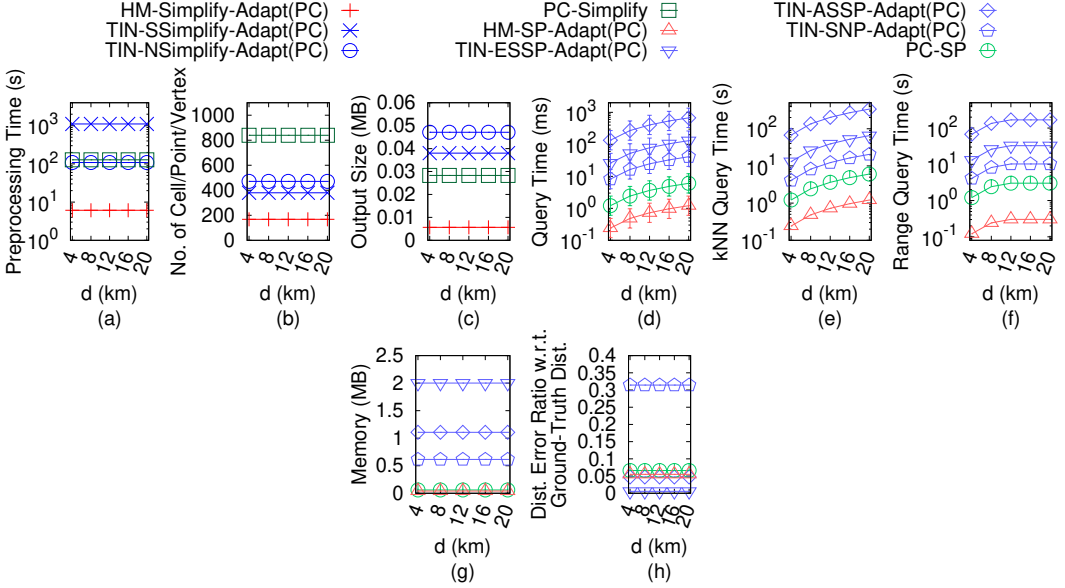 HM-Simplify-Adapt(PC)
TIN-SSimplify-Adapt(PC)
TIN-NSimplify-Adapt(PC)
PC-Simplify
HM-SP-Adapt(PC)
TIN-ESSP-Adapt(PC)
TIN-ASSP-Adapt(PC)
TIN-SNP-Adapt(PC)
PC-SP
Preprocessing Time (s)
10^3
10^2
10^1
10^0
4 8 12 16 20
d (km)
(a)
No. of Cell/Point/Vertex
1000
800
600
400
200
0
4 8 12 16 20
d (km)
(b)
Output Size (MB)
0.06
0.05
0.04
0.03
0.02
0.01
0
4 8 12 16 20
d (km)
(c)
Query Time (ms)
10^2
10^1
10^0
10^-1
4 8 12 16 20
d (km)
(d)
kNN Query Time (s)
10^2
10^1
10^0
10^-1
4 8 12 16 20
d (km)
(e)
Range Query Time (s)
10^2
10^1
10^0
10^-1
4 8 12 16 20
d (km)
(f)
Memory (MB)
2.5
2
1.5
1
0.5
0
4 8 12 16 20
d (km)
(g)
Dist. Error Ratio w.r.t.
Ground-Truth Dist.
0.4
0.35
0.3
0.25
0.2
0.15
0.1
0.05
0
4 8 12 16 20
d (km)
(h)